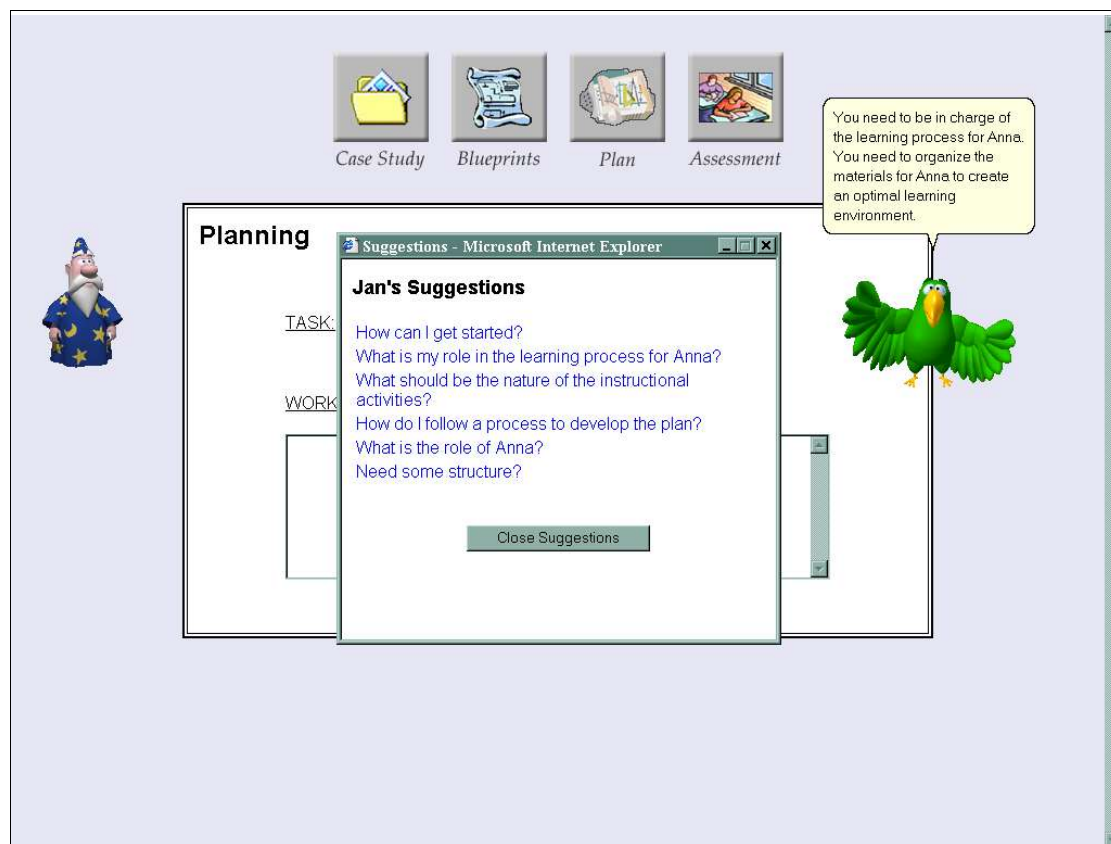 Case Study
Blueprints
Plan
Assessment
You need to be in charge of
the learning process for Anna.
You need to organize the
materials for Anna to create
an optimal learning
environment.
Planning
Suggestions - Microsoft Internet Explorer
Jan's Suggestions
TASK:
How can I get started?
What is my role in the learning process for Anna?
What should be the nature of the instructional
activities?
WORK
How do I follow a process to develop the plan?
What is the role of Anna?
Need some structure?
Close Suggestions